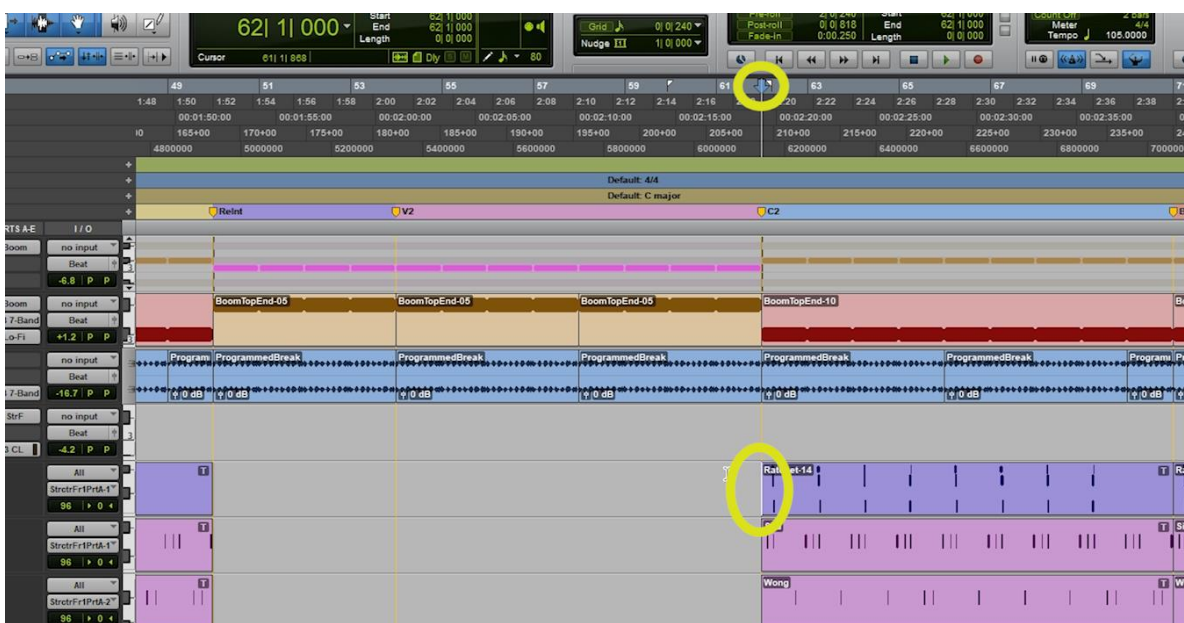 62| 1| 000
Start 62| 1| 000
End 62| 1| 000
Length 0| 0| 000
Cursor 61| 1| 868
Dly
80
Grid 0| 0| 240
Nudge 1| 0| 000
Post-roll 0| 0| 818
Fade-in 0:00.250
End 62| 1| 000
Length 0| 0| 000
Count Off 2 bars
Meter 4/4
Tempo 105.0000
49 51 53 55 57 59 61 63 65 67 69
1:48 1:50 1:52 1:54 1:56 1:58 2:00 2:02 2:04 2:06 2:08 2:10 2:12 2:14 2:16 2:20 2:22 2:24 2:26 2:28 2:30 2:32 2:34 2:36 2:38
00:01:50:00 00:01:55:00 00:02:00:00 00:02:05:00 00:02:10:00 00:02:15:00 00:02:20:00 00:02:25:00 00:02:30:00 00:02:35:00
165+00 170+00 175+00 180+00 185+00 190+00 195+00 200+00 205+00 210+00 215+00 220+00 225+00 230+00 235+00
4800000 5000000 5200000 5400000 5600000 5800000 6000000 6200000 6400000 6600000 6800000
Default: 4/4
Default: C major
ReInt V2 C2
RTS A-E I / O
Boom no input
Beat
-6.8 P P
Boom no input BoomTopEnd-05 BoomTopEnd-05 BoomTopEnd-05 BoomTopEnd-10
7-Band Beat
Lo-Fi +1.2 P P
no input ProgrammedBreak ProgrammedBreak ProgrammedBreak ProgrammedBreak ProgrammedBreak
Beat
7-Band -16.7 P P 0 dB 0 dB 0 dB 0 dB 0 dB 0 dB 0 dB
StrF no input
Beat
CL -4.2 P P
All T Ratchet-14 T
StrctrFr1PrtA-1
96 0
All T T
StrctrFr1PrtA-1
96 0
All T Wong T
StrctrFr1PrtA-2
96 0